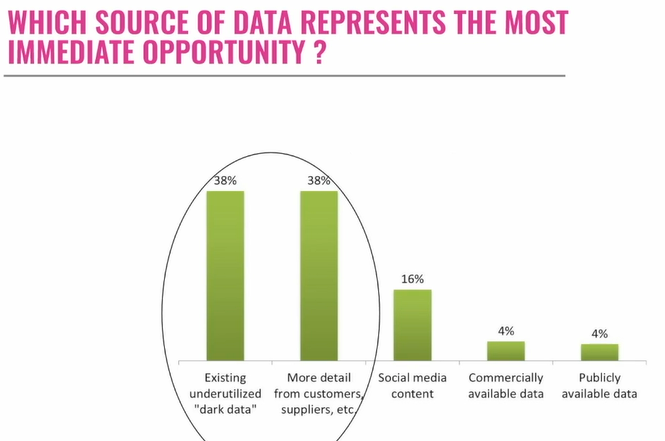 WHICH SOURCE OF DATA REPRESENTS THE MOST
IMMEDIATE OPPORTUNITY ?
38%
38%
16%
4%
4%
Existing
underutilized
"dark data"
More detail
from customers,
suppliers, etc.
Social media
content
Commercially
available data
Publicly
available data